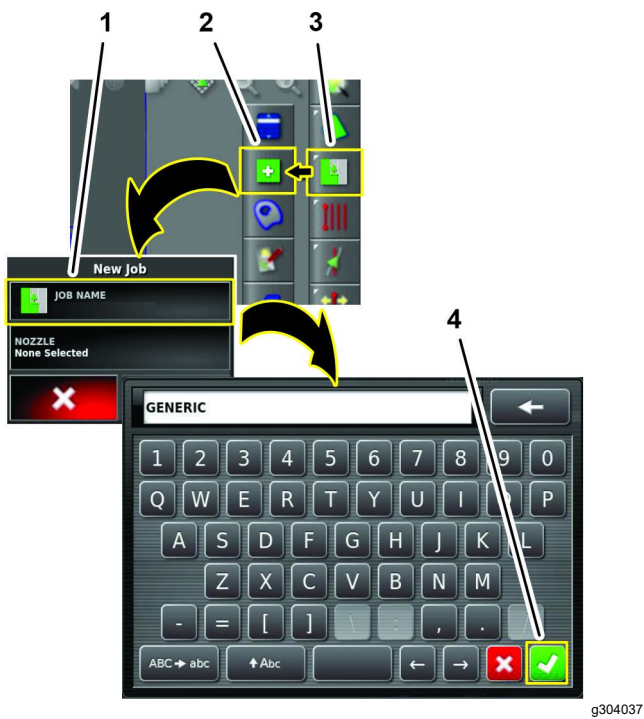 1
2
3
New Job
JOB NAME
NOZZLE
None Selected
4
GENERIC
1 2 3 4 5 6 7 8 9 0
Q W E R T Y U I O P
A S D F G H J K L
Z X C V B N M
- = [ ] \ : , . /
ABC→abc ⬆Abc ← →
g304037